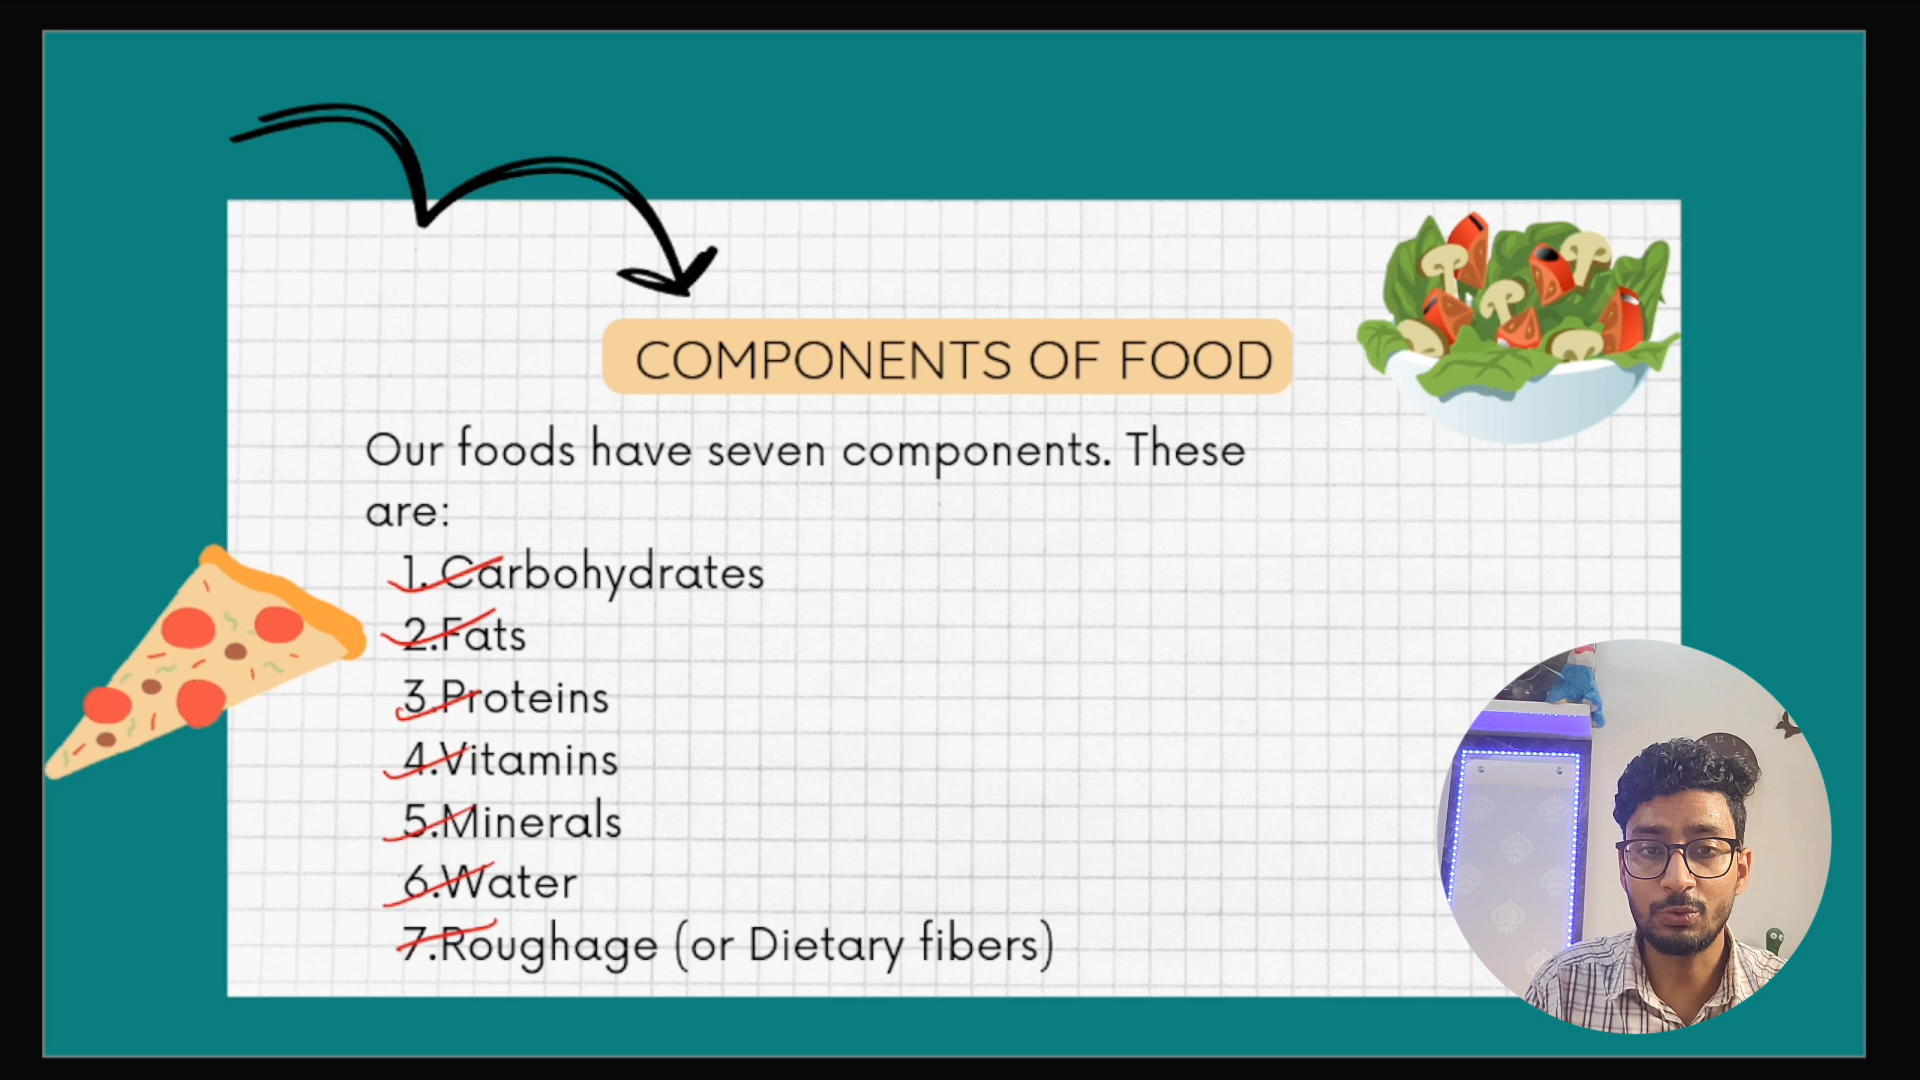 COMPONENTS OF FOOD
Our foods have seven components. These
are:
1. Carbohydrates
2.Fats
3.Proteins
4.Vitamins
5.Minerals
6.Water
7.Roughage (or Dietary fibers)